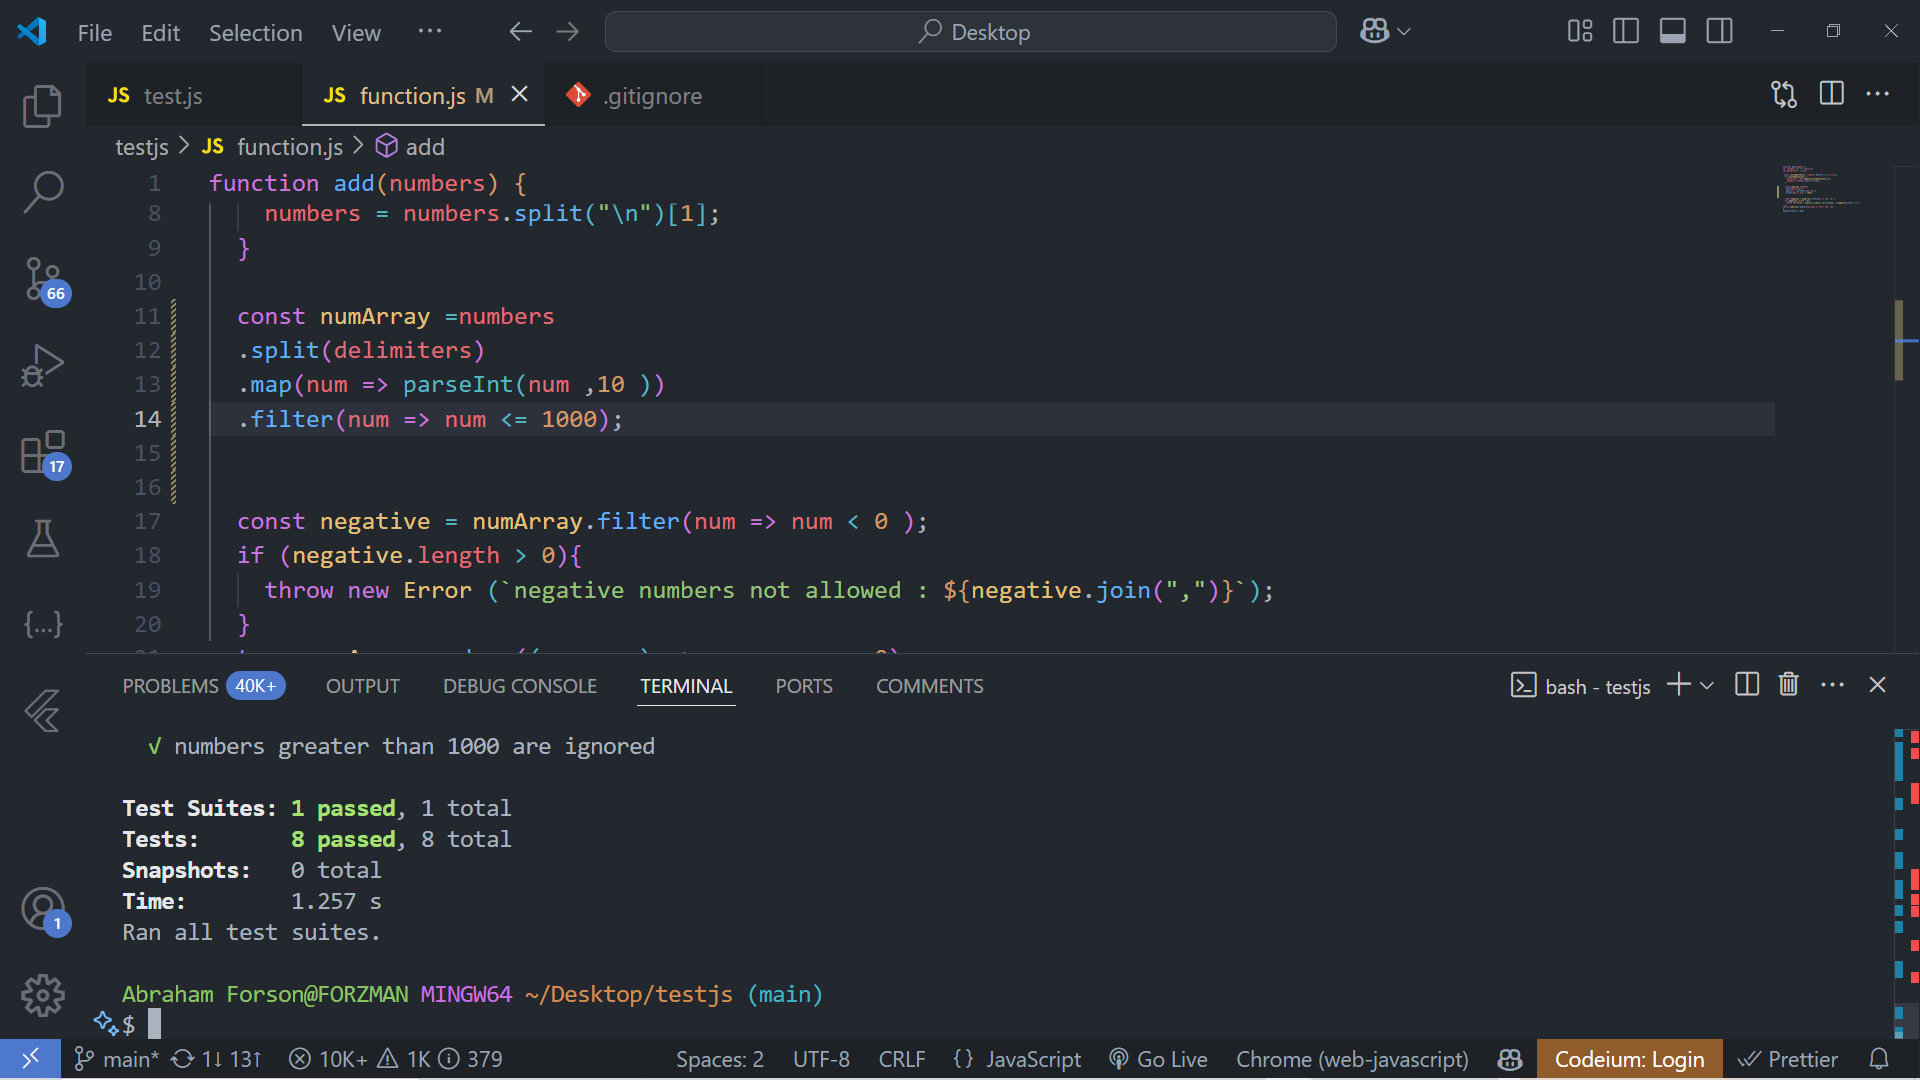 File Edit Selection View ··· Desktop
JS test.js JS function.js M .gitignore
testjs > JS function.js > add
1 function add(numbers) {
8 numbers = numbers.split("\n")[1];
9 }
10
11 const numArray =numbers
12 .split(delimiters)
13 .map(num => parseInt(num ,10 ))
14 .filter(num => num <= 1000);
15
16
17 const negative = numArray.filter(num => num < 0 );
18 if (negative.length > 0){
19 throw new Error (`negative numbers not allowed : ${negative.join(",")}`);
20 }
66
17
{...}
1
PROBLEMS 40K+ OUTPUT DEBUG CONSOLE TERMINAL PORTS COMMENTS bash - testjs
√ numbers greater than 1000 are ignored
Test Suites: 1 passed, 1 total
Tests: 8 passed, 8 total
Snapshots: 0 total
Time: 1.257 s
Ran all test suites.
Abraham Forson@FORZMAN MINGW64 ~/Desktop/testjs (main)
$
main* 1↓ 13↑ 10K+ 1K 379 Spaces: 2 UTF-8 CRLF {} JavaScript Go Live Chrome (web-javascript) Codeium: Login Prettier